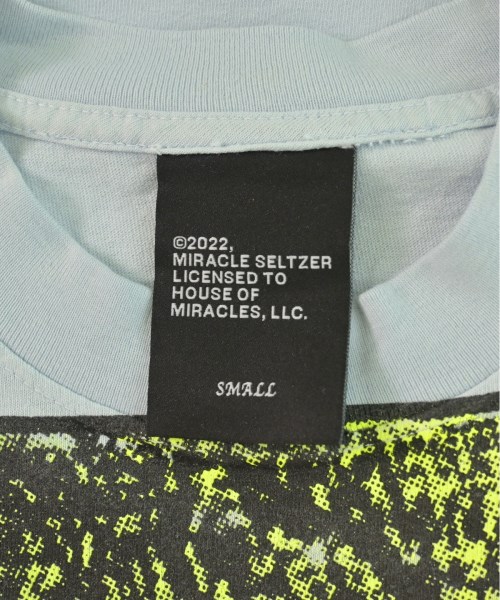 ©2022,
MIRACLE SELTZER
LICENSED TO
HOUSE OF
MIRACLES, LLC.
SMALL